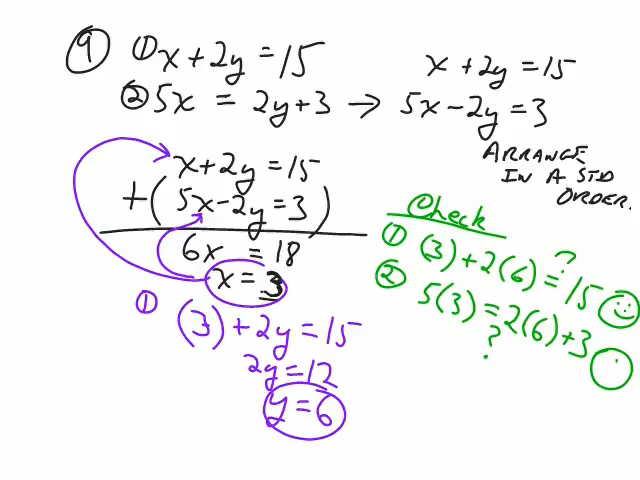 9 ① x + 2y = 15
② 5x = 2y + 3 → 5x - 2y = 3
x + 2y = 15
ARRANGE
IN A STD
ORDER.
x + 2y = 15
+ ( 5x - 2y = 3 )
6x = 18
x = 3
① (3) + 2y = 15
2y = 12
y = 6
Check
① (3) + 2(6) = 15
?
② 5(3) = 2(6) + 3
?